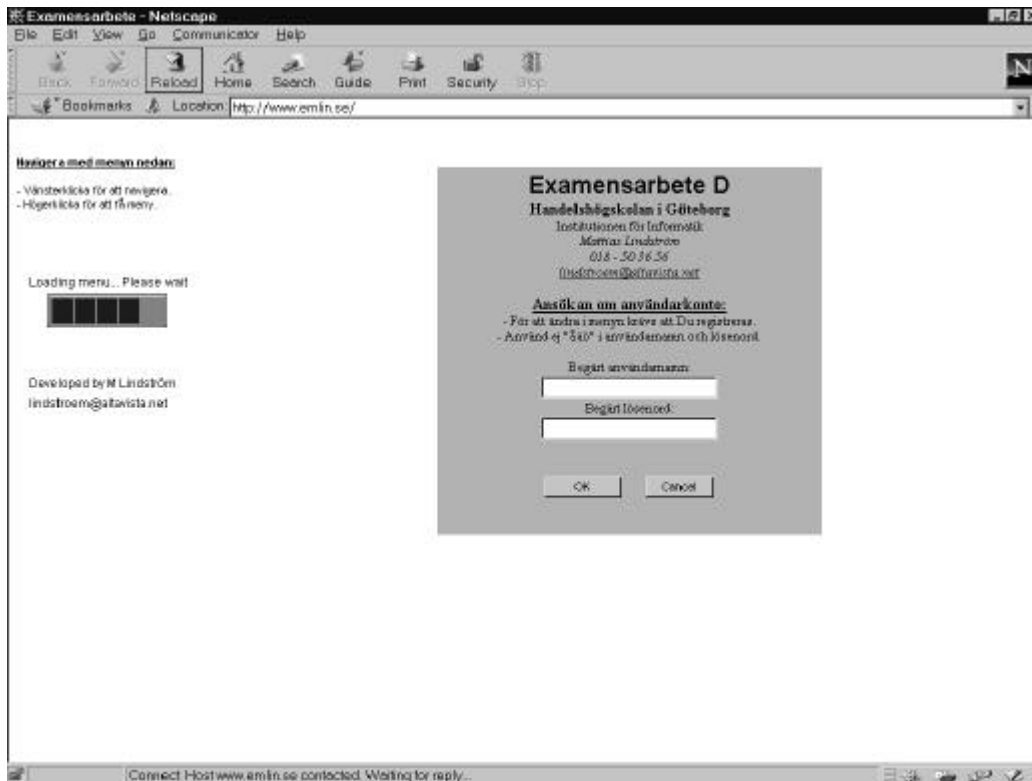 Examensarbete - Netscape
File Edit View Go Communicator Help
Back Forward Reload Home Search Guide Print Security Stop
Bookmarks Location: http://www.emlin.se/
Navigera med menyn nedan:
- Vänsterklicka för att navigera.
- Högerklicka för att få meny.
Loading menu... Please wait
Developed by M Lindström
lindstroem@altavista.net
Examensarbete D
Handelshögskolan i Göteborg
Institutionen för Informatik
Mattias Lindström
018 - 50 36 56
lindstroem@altavista.net
Ansökan om användarkonto:
- För att ändra i menyn krävs att Du registreras.
- Använd ej "åäö" i användarnamn och lösenord.
Begärt användarnamn:
Begärt lösenord:
OK Cancel
Connect: Host www.emlin.se contacted. Waiting for reply...